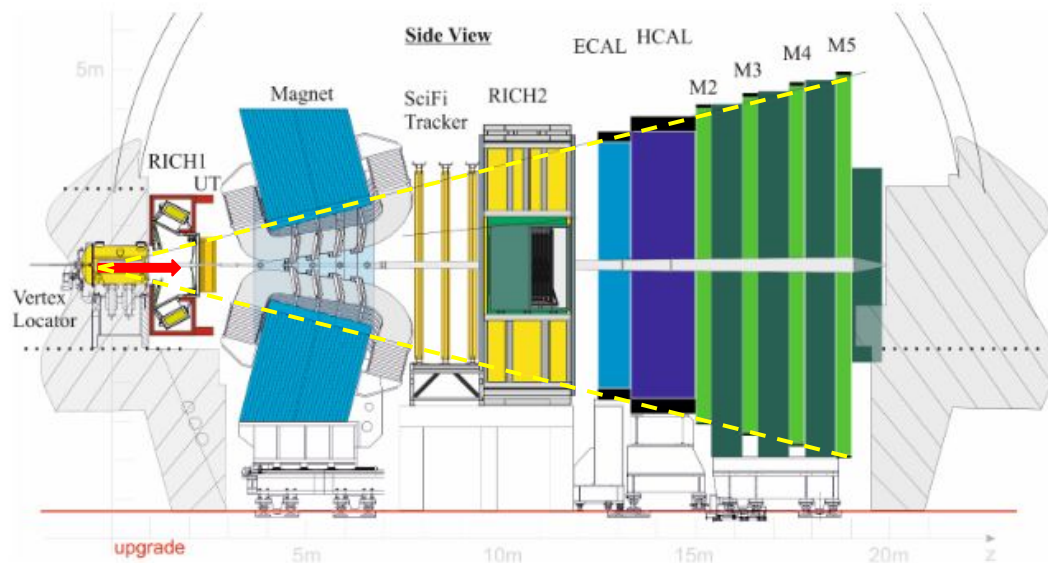 Side View
ECAL
HCAL
M5
M4
M3
M2
5m
Magnet
SciFi
Tracker
RICH2
RICH1
UT
Vertex
Locator
upgrade
5m
10m
15m
20m
z